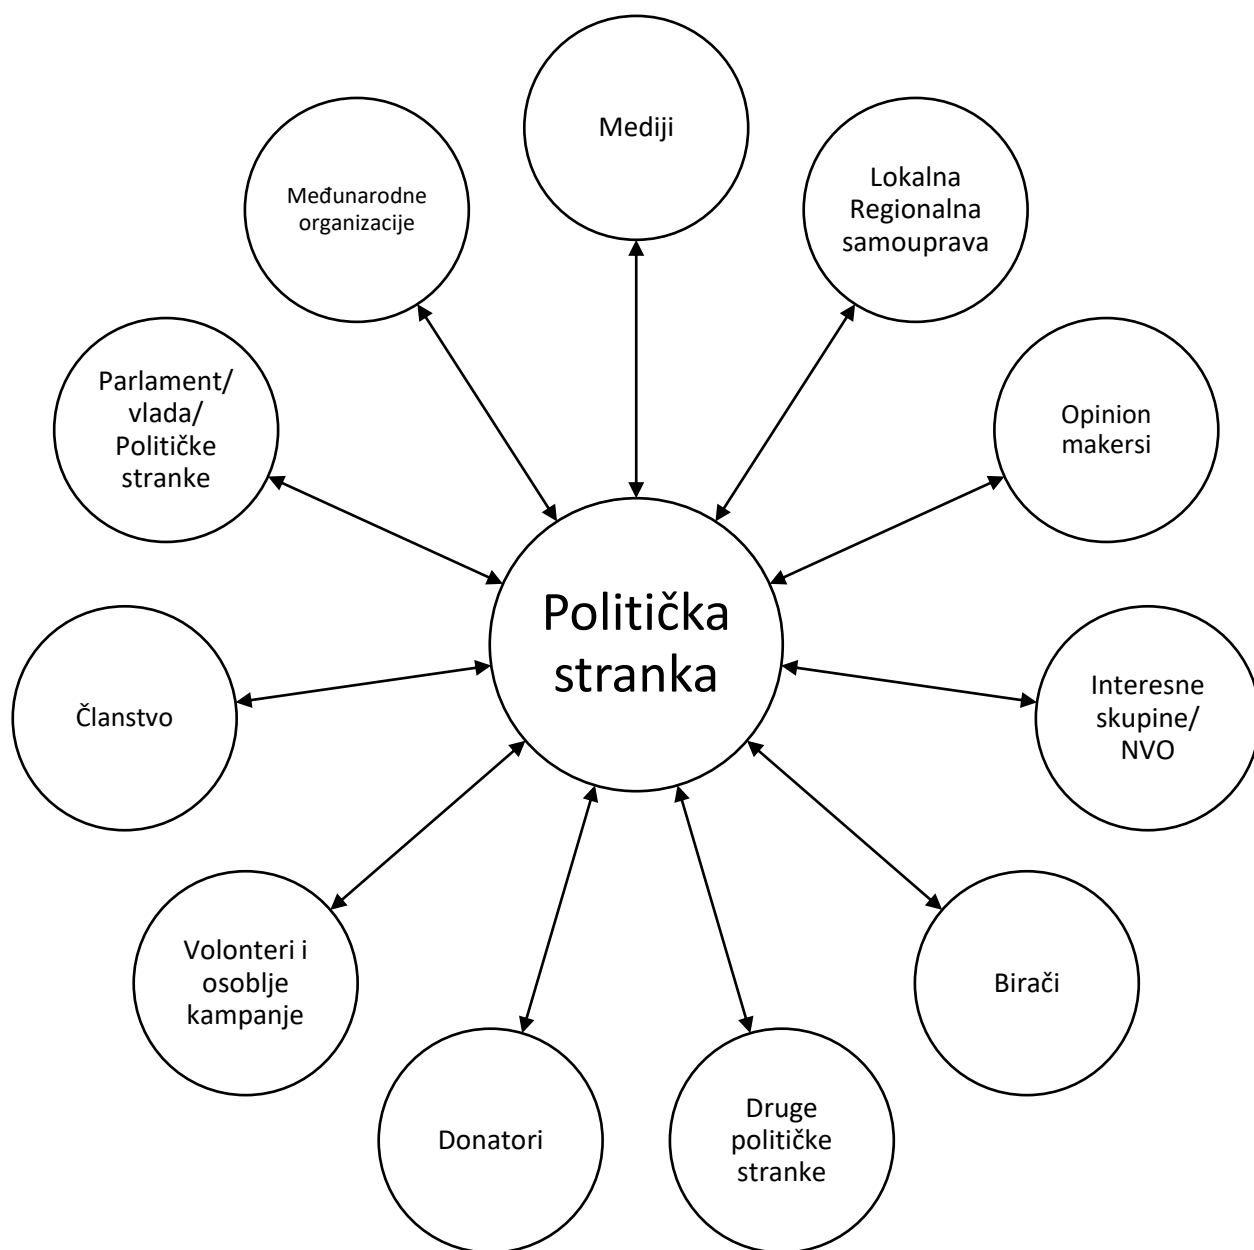 Mediji
Međunarodne
organizacije
Lokalna
Regionalna
samouprava
Parlament/
vlada/
Političke
stranke
Opinion
makersi
Politička
stranka
Članstvo
Interesne
skupine/
NVO
Volonteri i
osoblje
kampanje
Birači
Donatori
Druge
političke
stranke